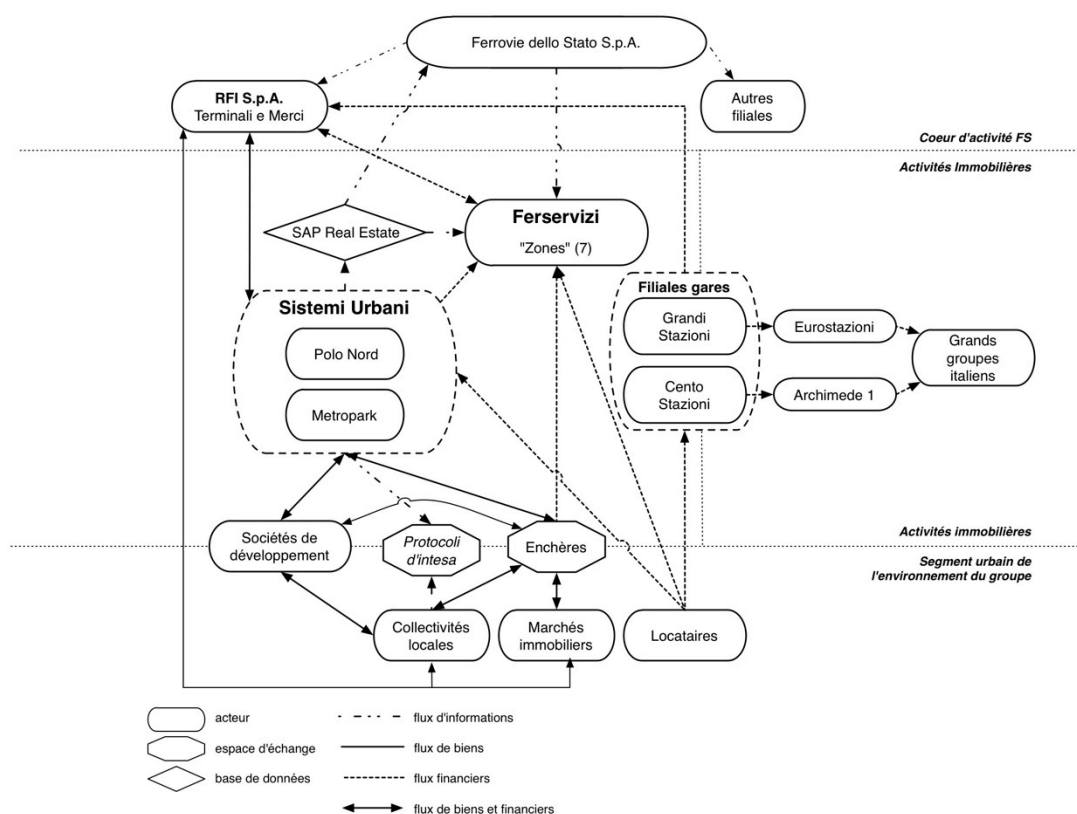 Ferrovie dello Stato S.p.A.
RFI S.p.A.
Terminali e Merci
Autres
filiales
Coeur d'activité FS
Activités Immobilières
Ferservizi
"Zones" (7)
SAP Real Estate
Sistemi Urbani
Polo Nord
Metropark
Filiales gares
Grandi
Stazioni
Cento
Stazioni
Eurostazioni
Archimede 1
Grands
groupes
italiens
Activités immobilières
Segment urbain de
l'environnement du groupe
Sociétés de
développement
Protocoli
d'intesa
Enchères
Collectivités
locales
Marchés
immobiliers
Locataires
acteur
espace d'échange
base de données
flux d'informations
flux de biens
flux financiers
flux de biens et financiers